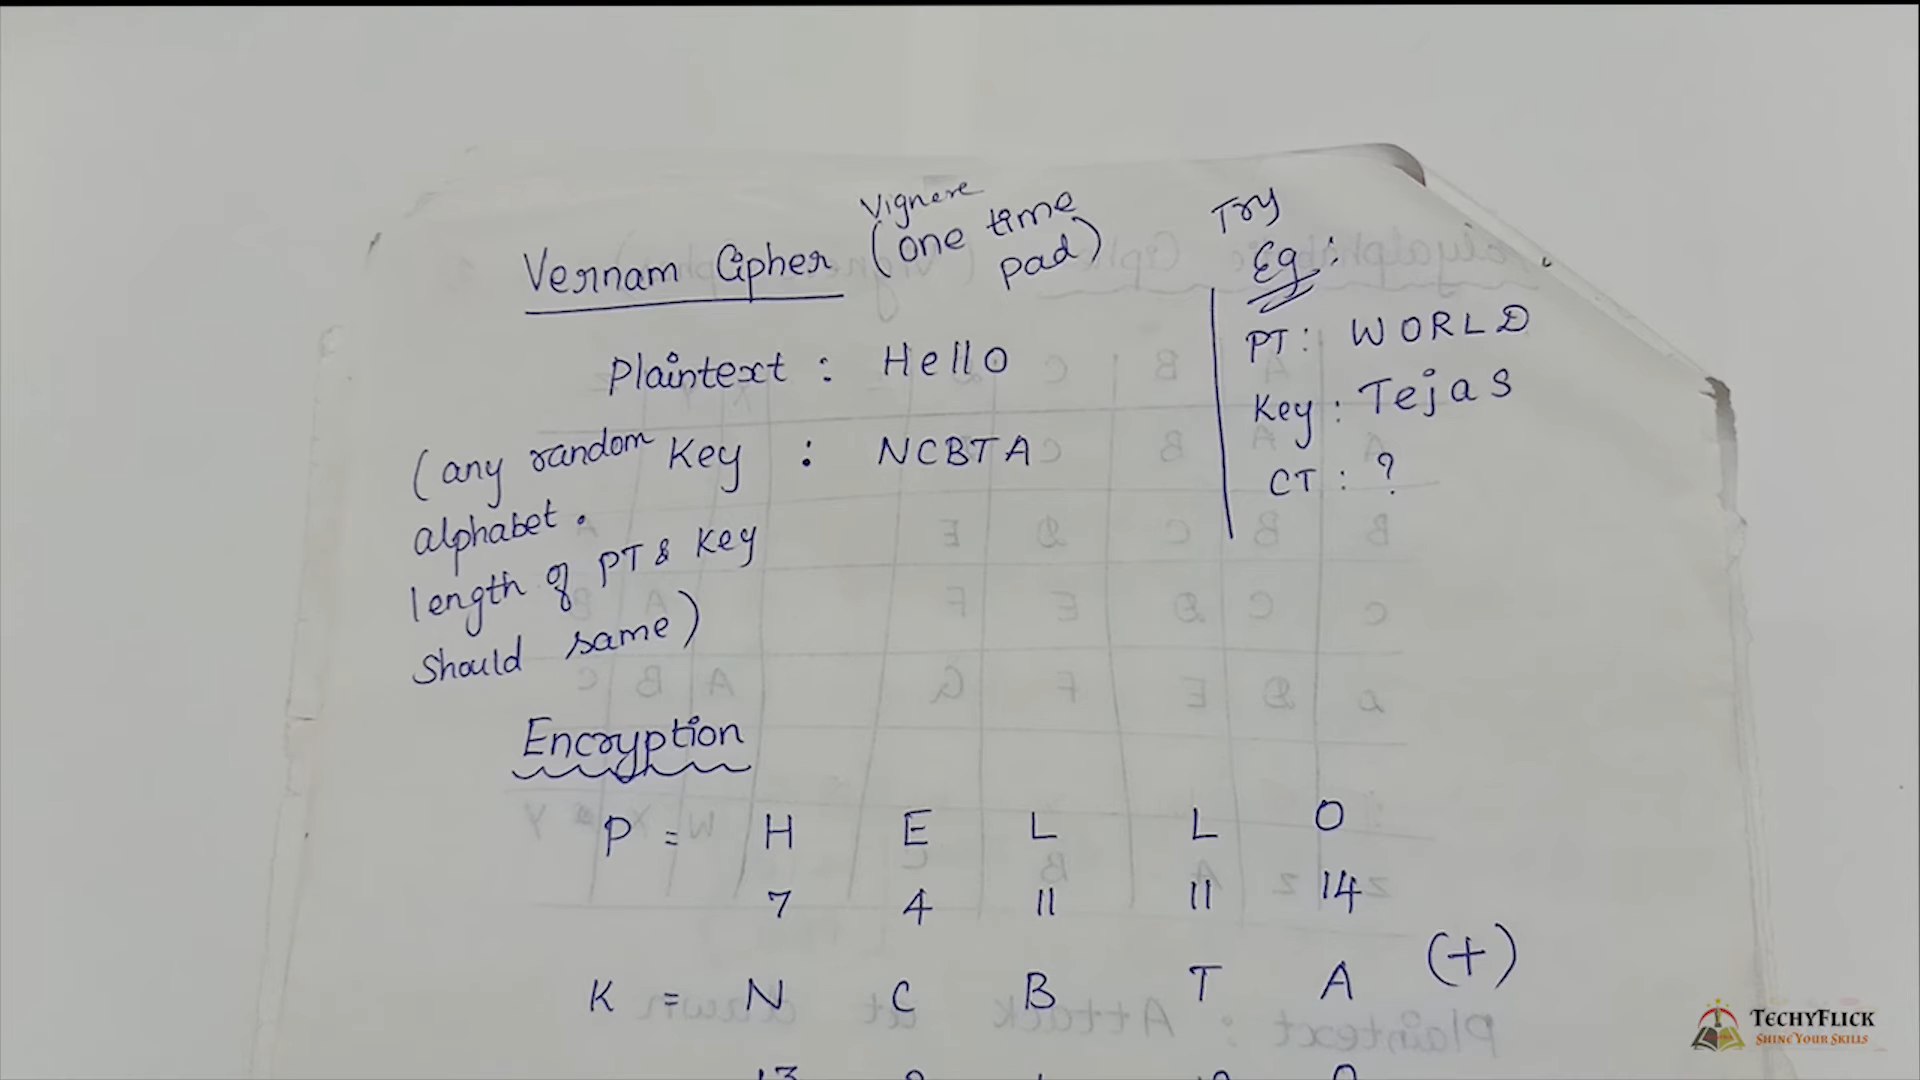 Vignere
Vernam Cipher (one time
pad)
Plaintext : Hello
(any random Key : NCBTA
alphabet.
length of PT & Key
Should same)
Try
Eg:
PT: WORLD
Key: Tejas
CT: ?
Encryption
P = H E L L O
7 4 11 11 14
K = N C B T A (+)
TECHYFLICK
SHINE YOUR SKILLS